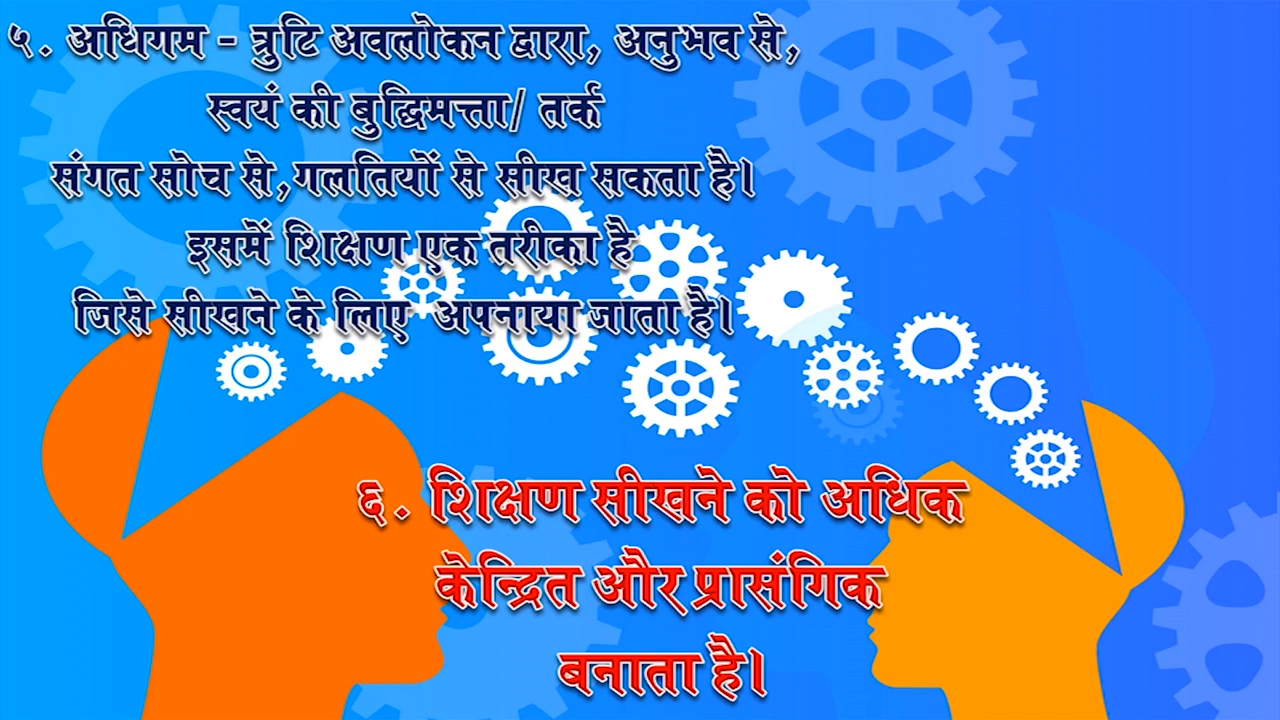 ५. अधिगम - त्रुटि अवलोकन द्वारा, अनुभव से,
स्वयं की बुद्धिमत्ता/ तर्क
संगत सोच से,गलतियों से सीख सकता है।
इसमें शिक्षण एक तरीका है
जिसे सीखने के लिए अपनाया जाता है।
६. शिक्षण सीखने को अधिक
केन्द्रित और प्रासंगिक
बनाता है।